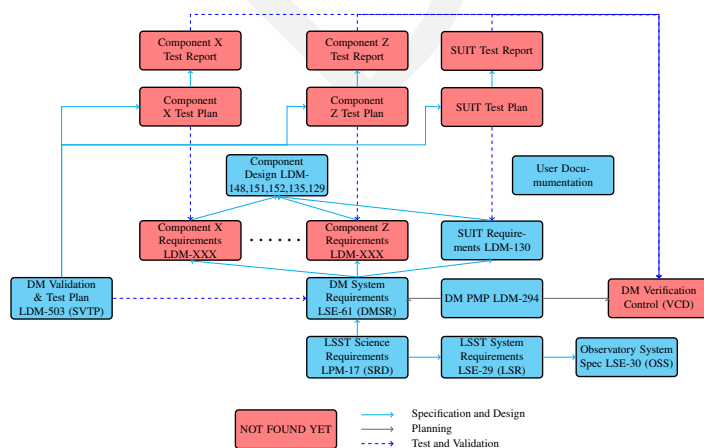 Component X
Test Report
Component Z
Test Report
SUIT Test Report
Component
X Test Plan
Component
Z Test Plan
SUIT Test Plan
Component
Design LDM-
148,151,152,135,129
User Docu-
mumentation
Component X
Requirements
LDM-XXX
......
Component Z
Requirements
LDM-XXX
SUIT Require-
ments LDM-130
DM Validation
& Test Plan
LDM-503 (SVTP)
DM System
Requirements
LSE-61 (DMSR)
DM PMP LDM-294
DM Verification
Control (VCD)
LSST Science
Requirements
LPM-17 (SRD)
LSST System
Requirements
LSE-29 (LSR)
Observatory System
Spec LSE-30 (OSS)
NOT FOUND YET
Specification and Design
Planning
Test and Validation